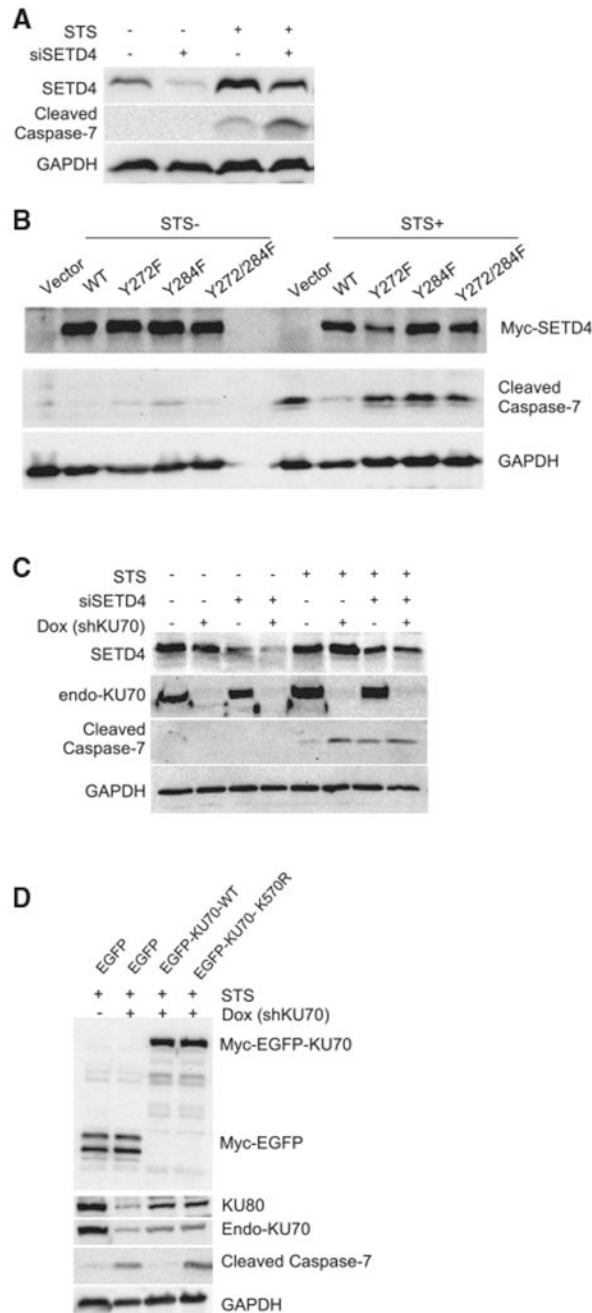 A
STS - - + +
siSETD4 - + - +
SETD4
Cleaved
Caspase-7
GAPDH
B
STS- STS+
Vector WT Y272F Y284F Y272/284F Vector WT Y272F Y284F Y272/284F
Myc-SETD4
Cleaved
Caspase-7
GAPDH
C
STS - - - - + + + +
siSETD4 - - + + - - + +
Dox (shKU70) - + - + - + - +
SETD4
endo-KU70
Cleaved
Caspase-7
GAPDH
D
EGFP EGFP EGFP-KU70-WT EGFP-KU70- K570R
+ + + + STS
- + + + Dox (shKU70)
Myc-EGFP-KU70
Myc-EGFP
KU80
Endo-KU70
Cleaved Caspase-7
GAPDH